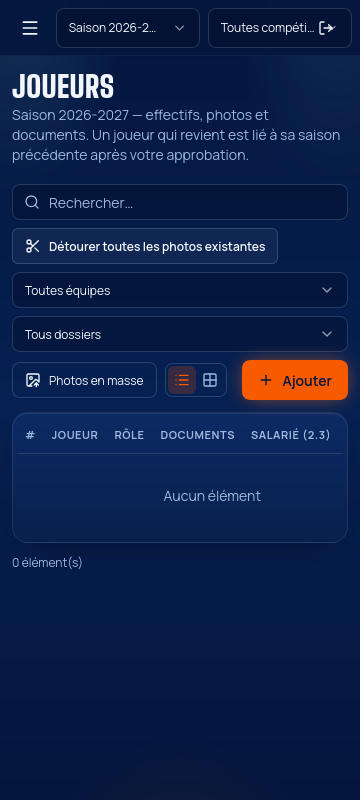 Saison 2026-2...
Toutes compéti...
JOUEURS
Saison 2026-2027 — effectifs, photos et
documents. Un joueur qui revient est lié à sa saison
précédente après votre approbation.
Rechercher...
Détourer toutes les photos existantes
Toutes équipes
Tous dossiers
Photos en masse
Ajouter
# JOUEUR RÔLE DOCUMENTS SALARIÉ (2.3)
Aucun élément
0 élément(s)